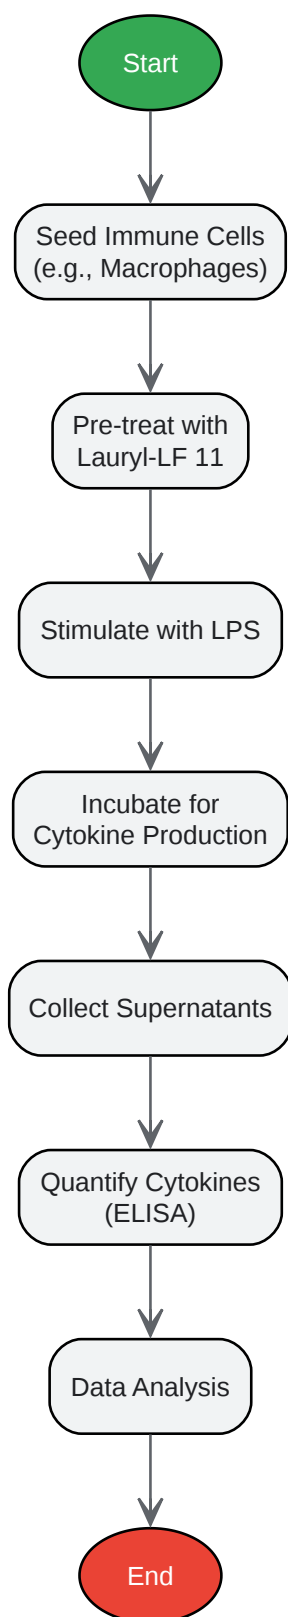 Start
Seed Immune Cells
(e.g., Macrophages)
Pre-treat with
Lauryl-LF 11
Stimulate with LPS
Incubate for
Cytokine Production
Collect Supernatants
Quantify Cytokines
(ELISA)
Data Analysis
End